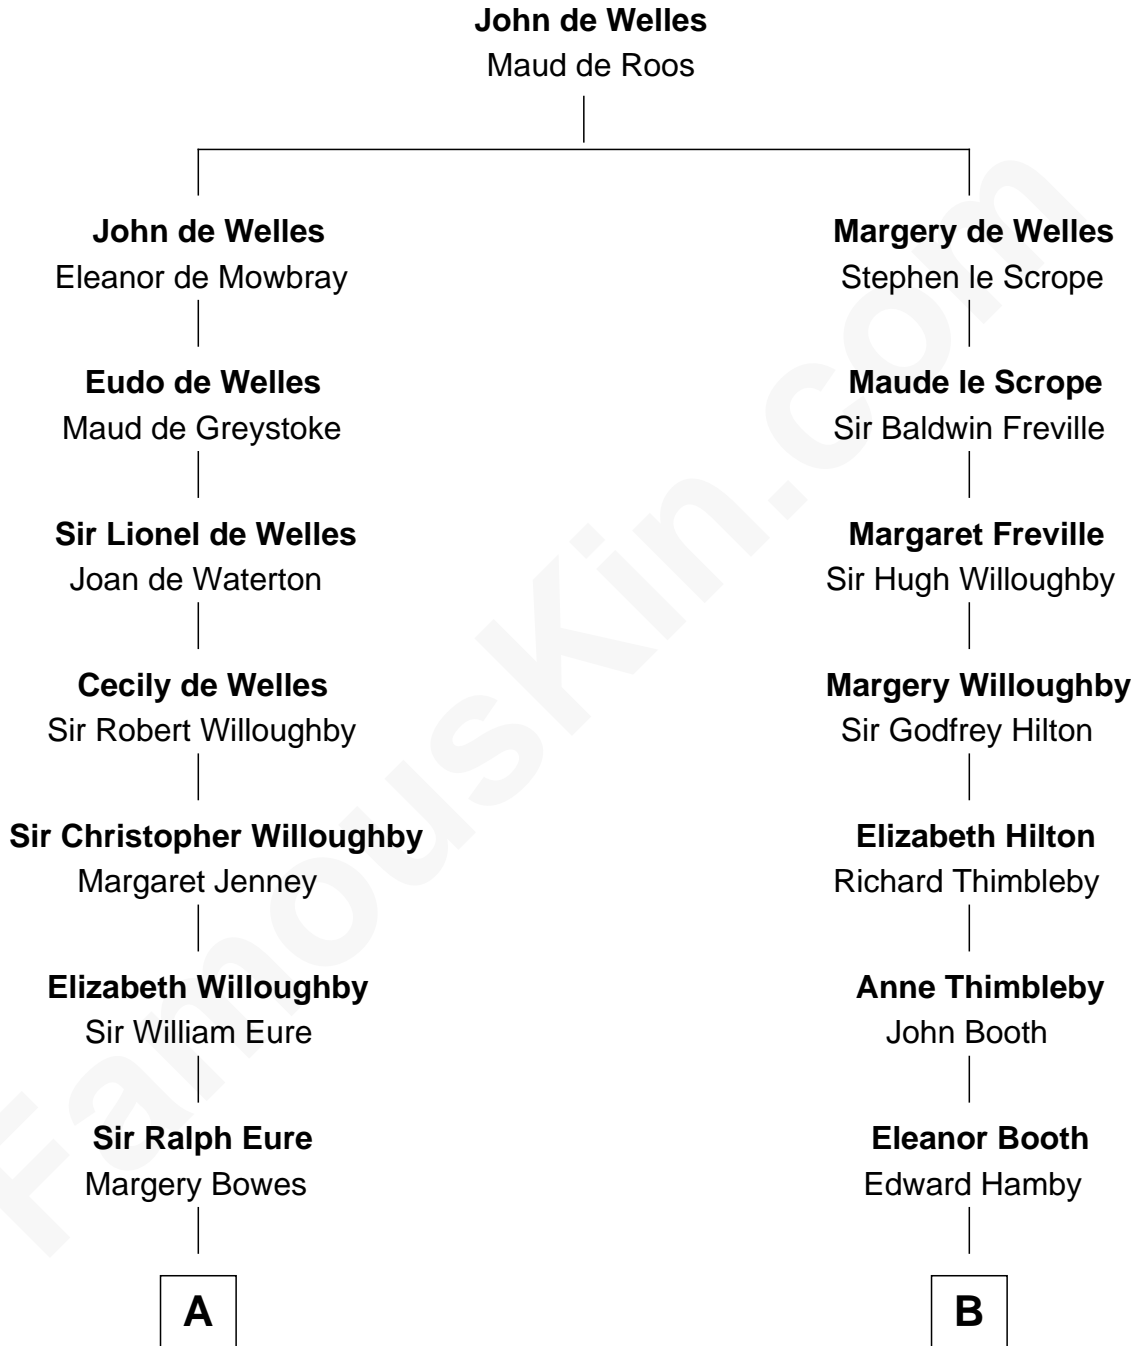 John de Welles
Maud de Roos
John de Welles
Eleanor de Mowbray
Margery de Welles
Stephen le Scrope
Eudo de Welles
Maud de Greystoke
Maude le Scrope
Sir Baldwin Freville
Sir Lionel de Welles
Joan de Waterton
Margaret Freville
Sir Hugh Willoughby
Cecily de Welles
Sir Robert Willoughby
Margery Willoughby
Sir Godfrey Hilton
Sir Christopher Willoughby
Margaret Jenney
Elizabeth Hilton
Richard Thimbleby
Elizabeth Willoughby
Sir William Eure
Anne Thimbleby
John Booth
Sir Ralph Eure
Margery Bowes
Eleanor Booth
Edward Hamby
A
B
FamousKin.com